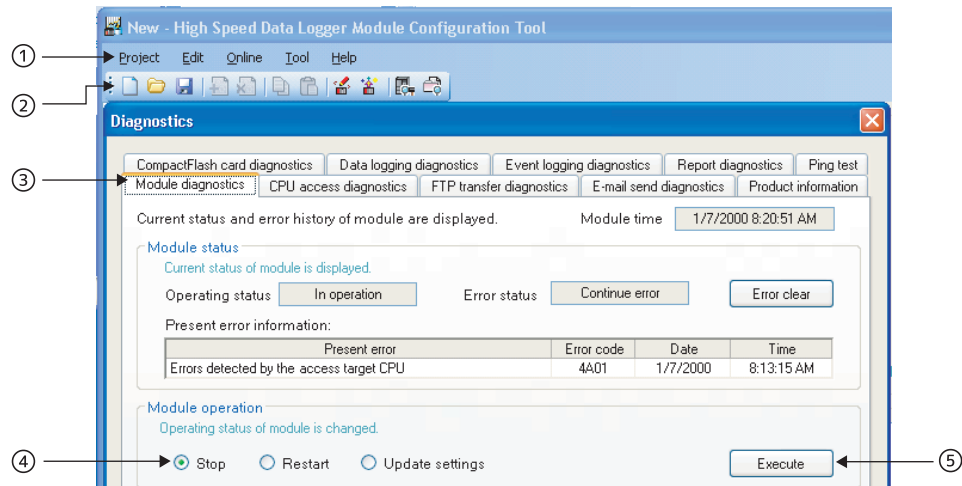 New - High Speed Data Logger Module Configuration Tool
① Project Edit Online Tool Help
②
Diagnostics
CompactFlash card diagnostics Data logging diagnostics Event logging diagnostics Report diagnostics Ping test
③ Module diagnostics CPU access diagnostics FTP transfer diagnostics E-mail send diagnostics Product information
Current status and error history of module are displayed. Module time 1/7/2000 8:20:51 AM
Module status
Current status of module is displayed.
Operating status In operation Error status Continue error Error clear
Present error information:
Present error Error code Date Time
Errors detected by the access target CPU 4A01 1/7/2000 8:13:15 AM
Module operation
Operating status of module is changed.
④ Stop Restart Update settings Execute ⑤